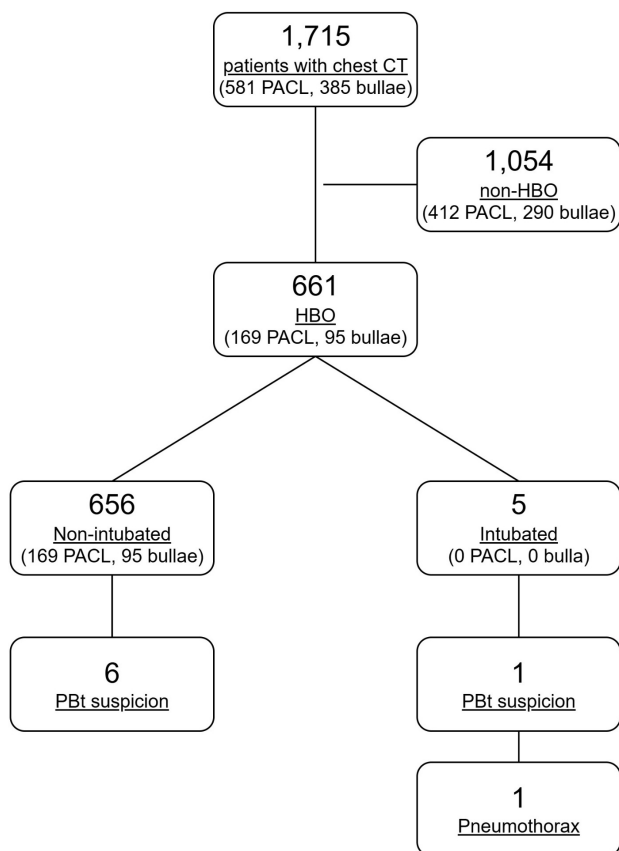 1,715
patients with chest CT
(581 PACL, 385 bullae)
1,054
non-HBO
(412 PACL, 290 bullae)
661
HBO
(169 PACL, 95 bullae)
656
Non-intubated
(169 PACL, 95 bullae)
5
Intubated
(0 PACL, 0 bulla)
6
PBt suspicion
1
PBt suspicion
1
Pneumothorax